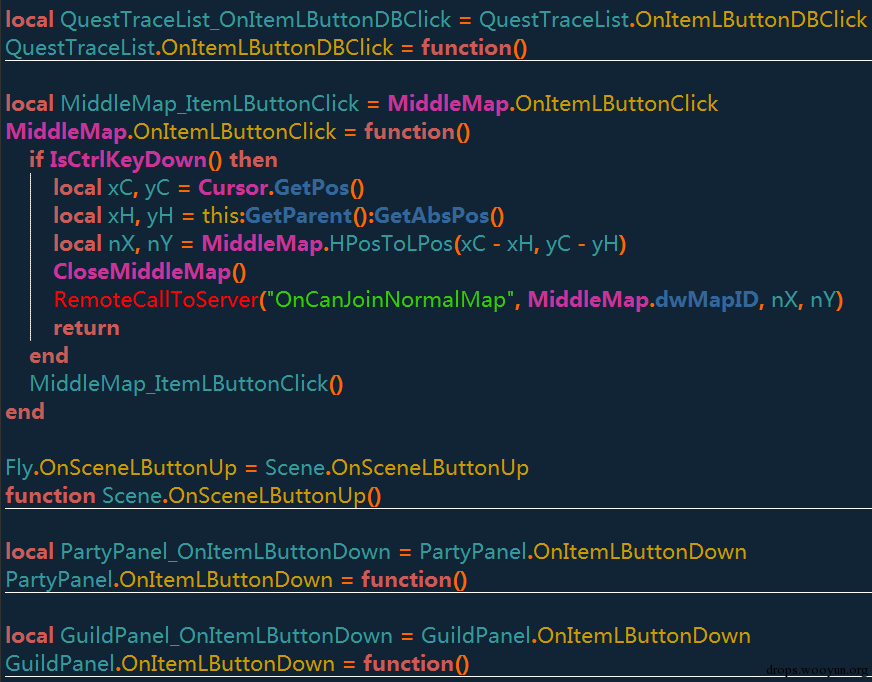 local QuestTraceList_OnItemLButtonDBClick = QuestTraceList.OnItemLButtonDBClick
QuestTraceList.OnItemLButtonDBClick = function()
local MiddleMap_ItemLButtonClick = MiddleMap.OnItemLButtonClick
MiddleMap.OnItemLButtonClick = function()
if IsCtrlKeyDown() then
local xC, yC = Cursor.GetPos()
local xH, yH = this:GetParent():GetAbsPos()
local nX, nY = MiddleMap.HPosToLPos(xC - xH, yC - yH)
CloseMiddleMap()
RemoteCallToServer("OnCanJoinNormalMap", MiddleMap.dwMapID, nX, nY)
return
end
MiddleMap_ItemLButtonClick()
end
Fly.OnSceneLButtonUp = Scene.OnSceneLButtonUp
function Scene.OnSceneLButtonUp()
local PartyPanel_OnItemLButtonDown = PartyPanel.OnItemLButtonDown
PartyPanel.OnItemLButtonDown = function()
local GuildPanel_OnItemLButtonDown = GuildPanel.OnItemLButtonDown
GuildPanel.OnItemLButtonDown = function()
drops.wooyun.org